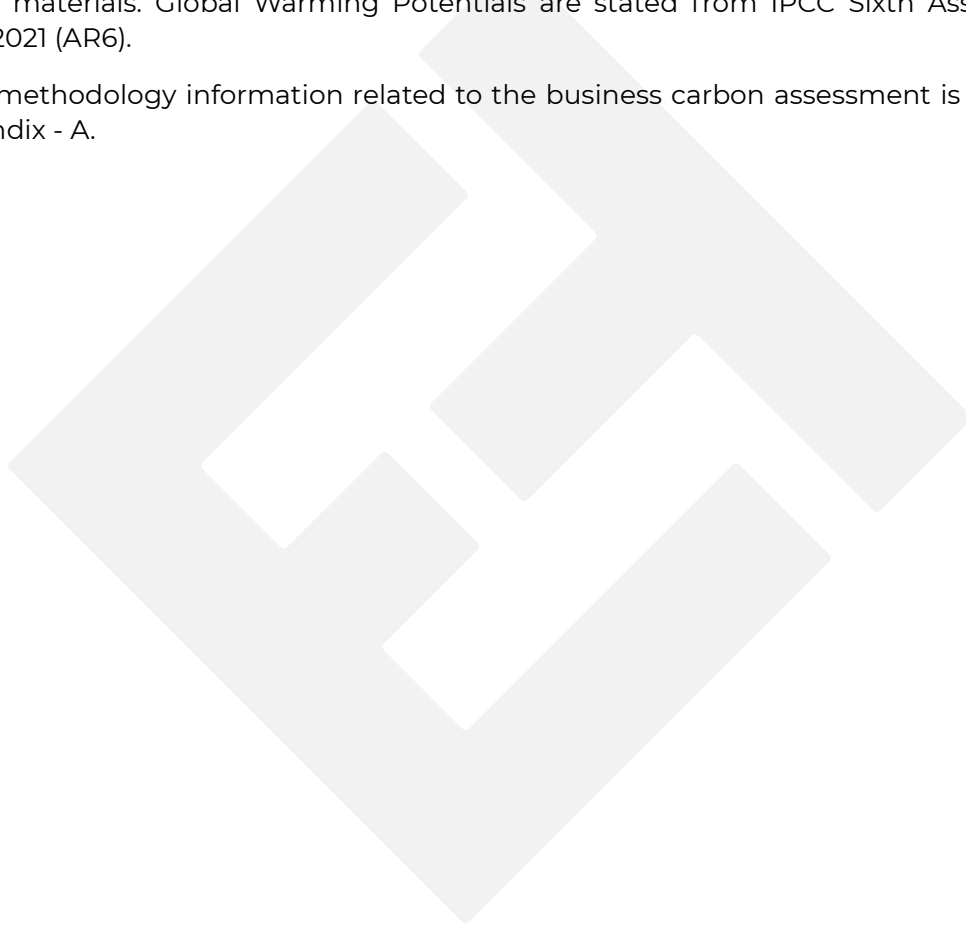 materials. Global Warming Potentials are stated from IPCC Sixth Ass
2021 (AR6).
methodology information related to the business carbon assessment is
ndix - A.